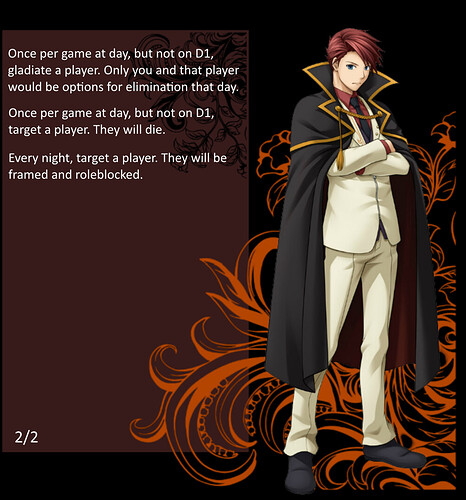 Once per game at day, but not on D1,
gladiate a player. Only you and that player
would be options for elimination that day.
Once per game at day, but not on D1,
target a player. They will die.
Every night, target a player. They will be
framed and roleblocked.
2/2